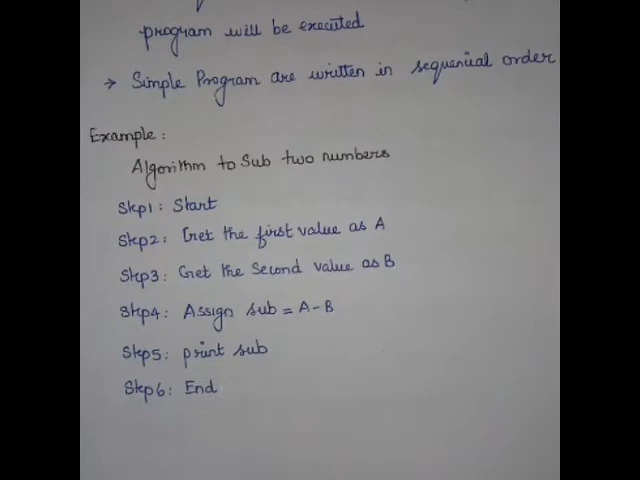 program will be executed
→ Simple Program are written in sequencial order
Example:
Algorithm to Sub two numbers
Step1: Start
Step2: Get the first value as A
Step3: Get the Second value as B
Step4: Assign sub = A-B
Step5: print sub
Step6: End